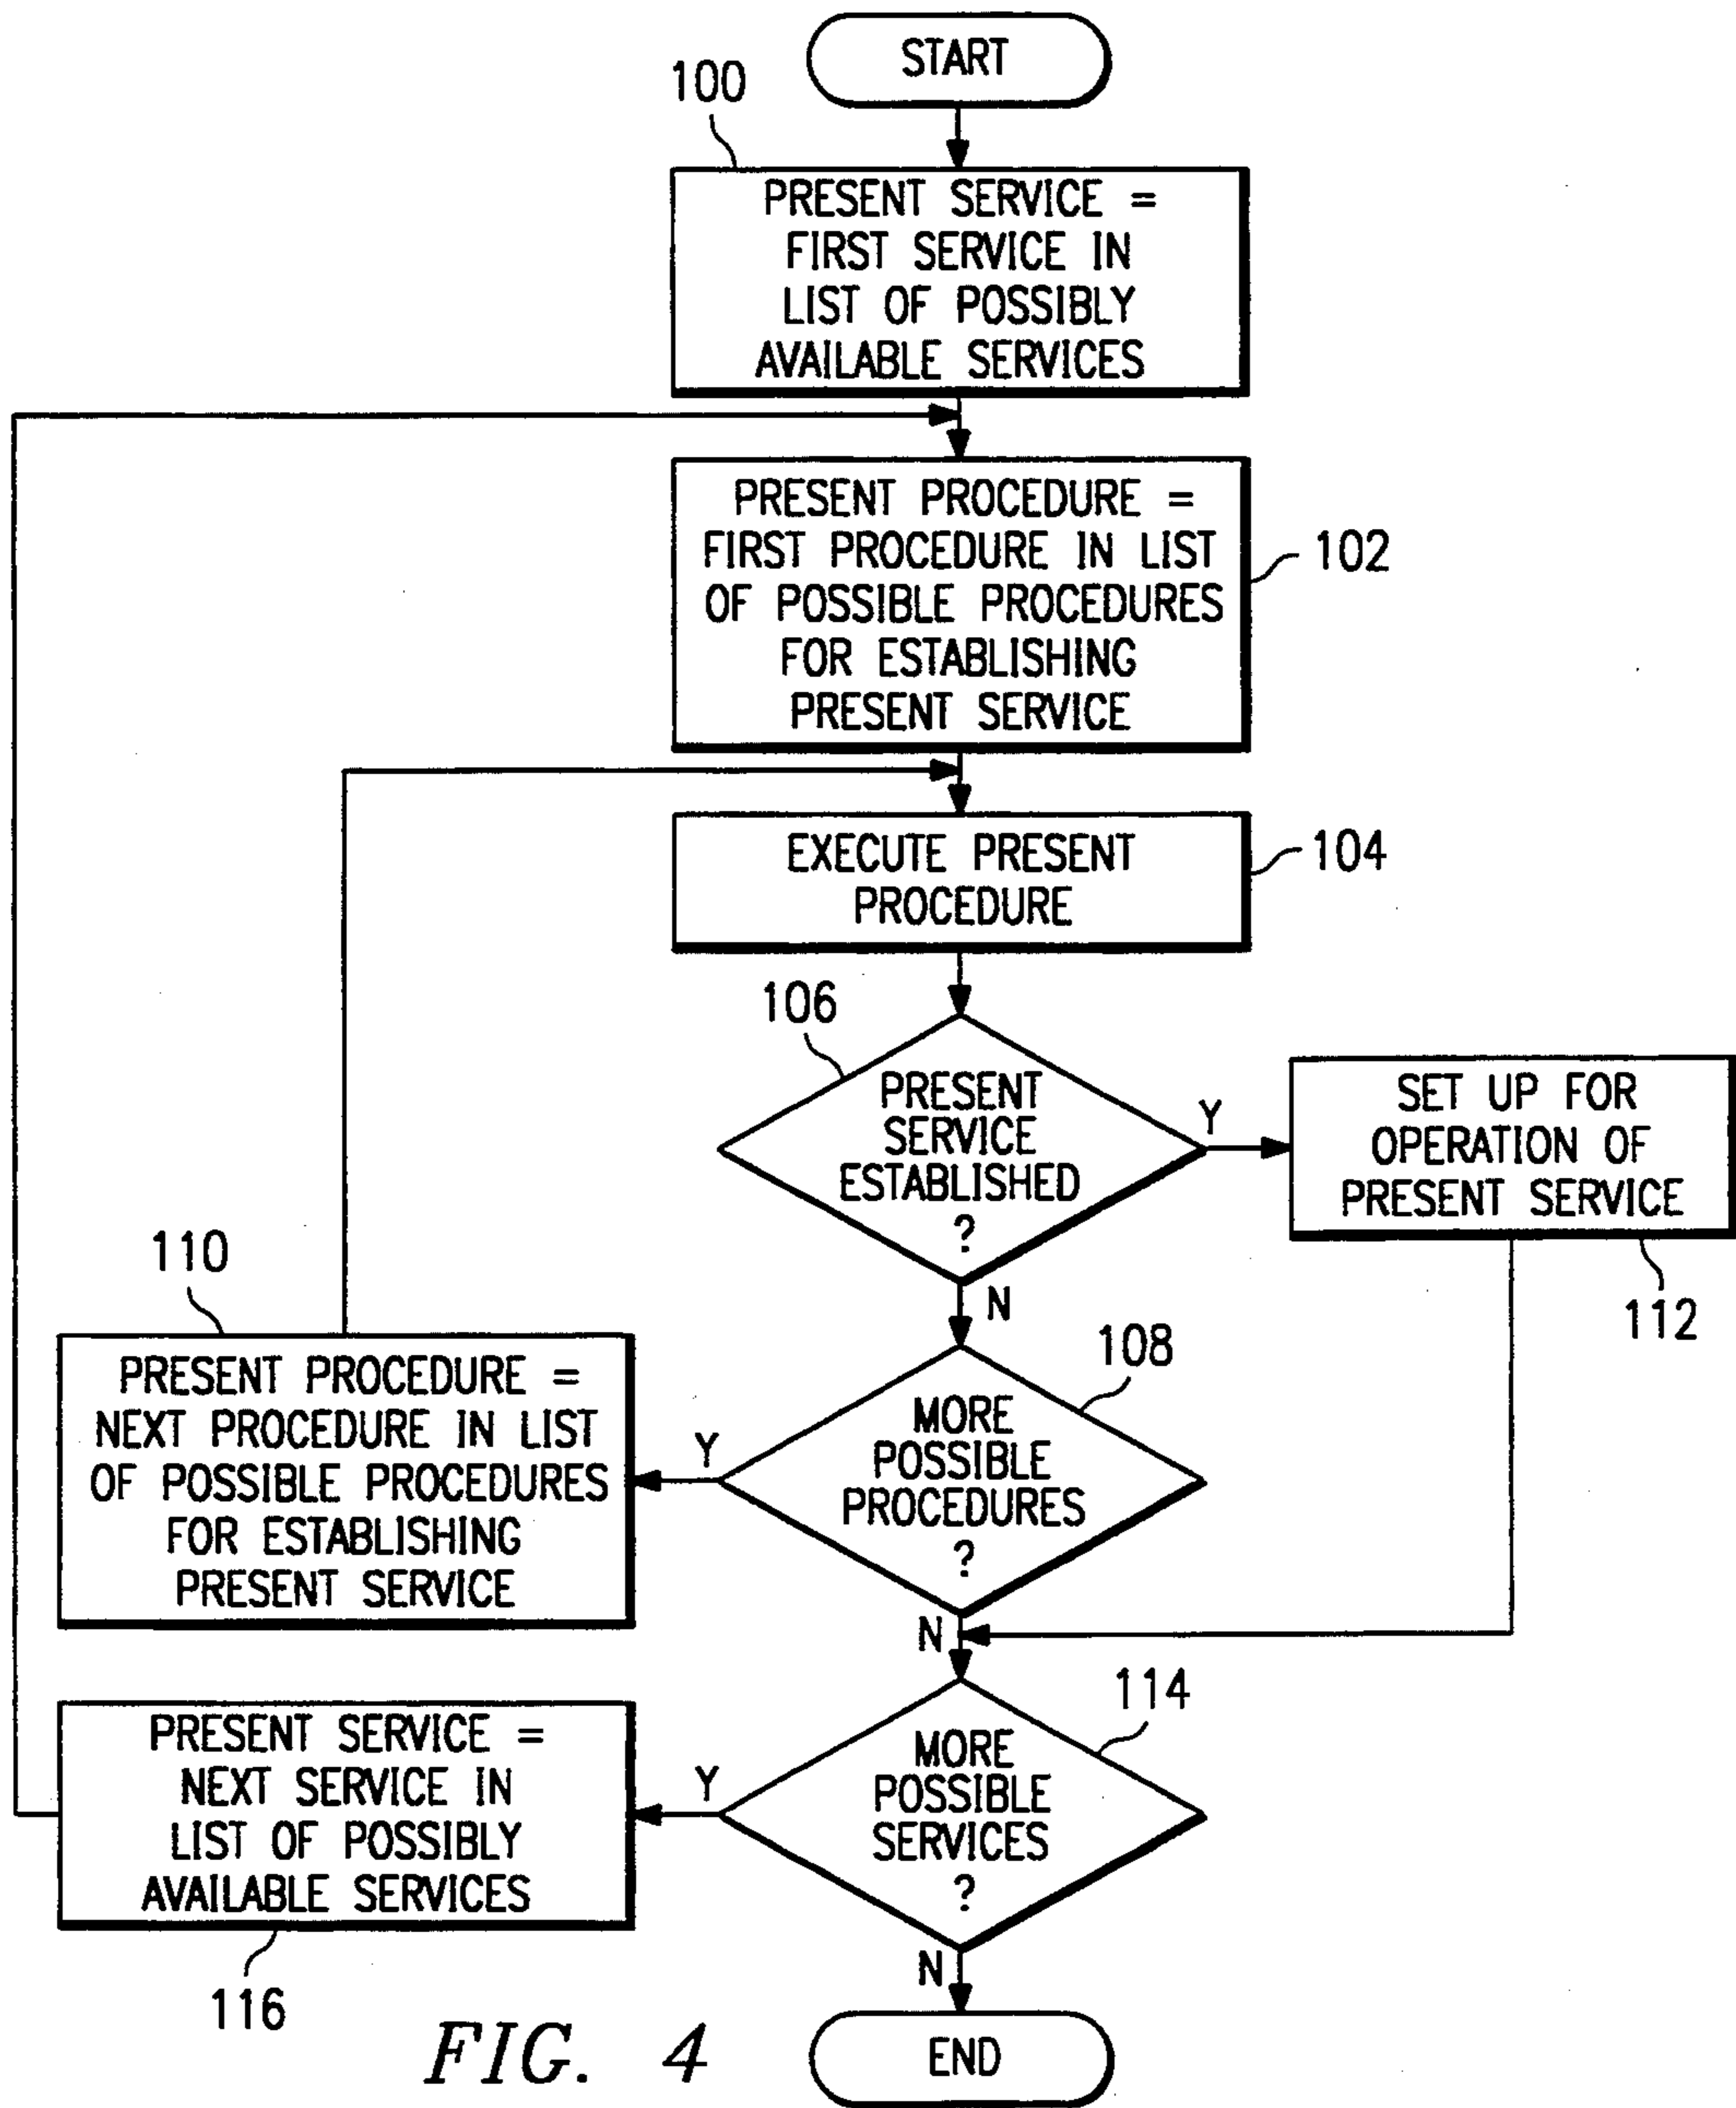 START
100
PRESENT SERVICE =
FIRST SERVICE IN
LIST OF POSSIBLY
AVAILABLE SERVICES
PRESENT PROCEDURE =
FIRST PROCEDURE IN LIST
OF POSSIBLE PROCEDURES
FOR ESTABLISHING
PRESENT SERVICE
102
EXECUTE PRESENT
PROCEDURE
104
106
PRESENT
SERVICE
ESTABLISHED
?
Y
SET UP FOR
OPERATION OF
PRESENT SERVICE
112
N
110
PRESENT PROCEDURE =
NEXT PROCEDURE IN LIST
OF POSSIBLE PROCEDURES
FOR ESTABLISHING
PRESENT SERVICE
Y
108
MORE
POSSIBLE
PROCEDURES
?
N
PRESENT SERVICE =
NEXT SERVICE IN
LIST OF POSSIBLY
AVAILABLE SERVICES
116
Y
114
MORE
POSSIBLE
SERVICES
?
N
END
FIG. 4